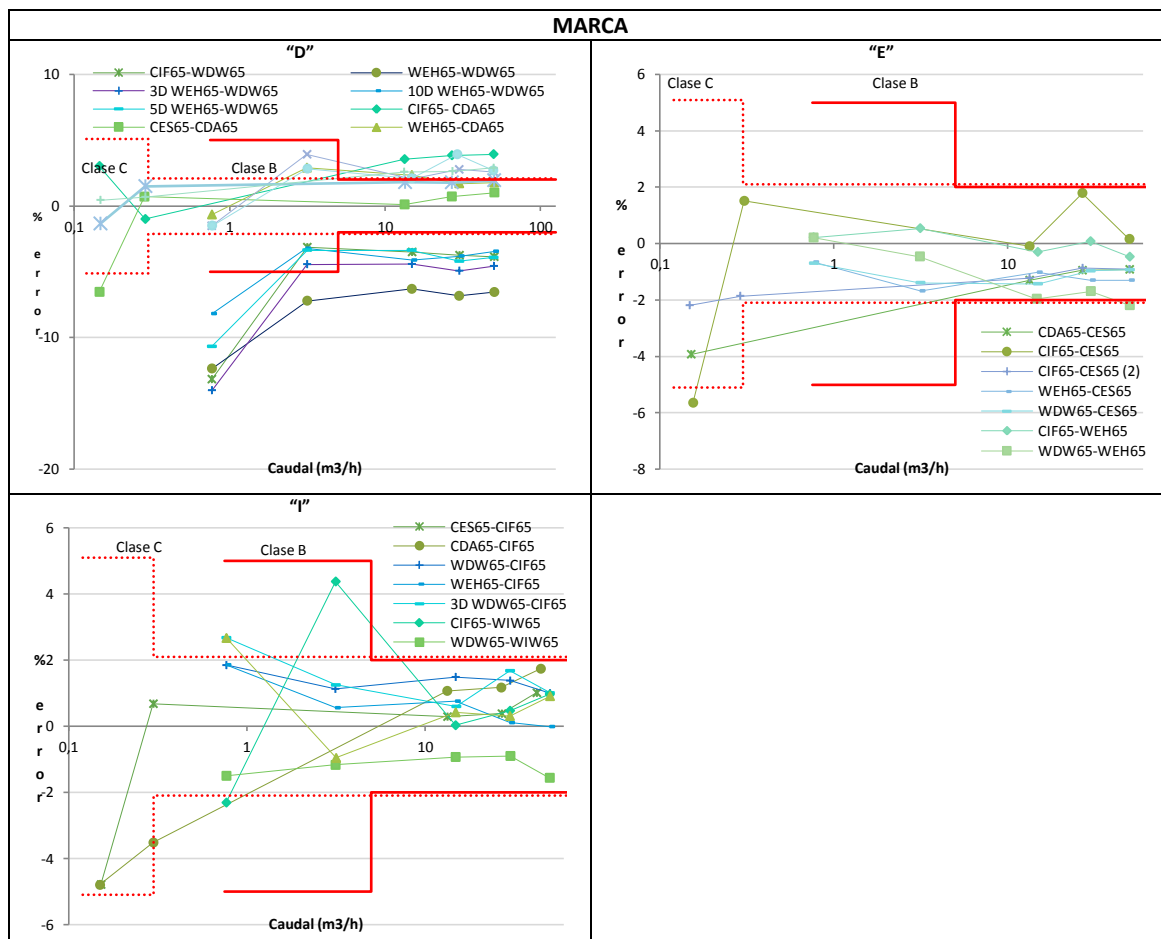 MARCA
“D”
CIF65-WDW65
WEH65-WDW65
3D WEH65-WDW65
10D WEH65-WDW65
5D WEH65-WDW65
CIF65- CDA65
CES65-CDA65
WEH65-CDA65
10
0
-10
-20
0,1
1
10
100
Clase C
Clase B
% error
Caudal (m3/h)
“E”
Clase C
Clase B
6
4
2
0
-2
-4
-6
-8
0,1
1
10
% error
CDA65-CES65
CIF65-CES65
CIF65-CES65 (2)
WEH65-CES65
WDW65-CES65
CIF65-WEH65
WDW65-WEH65
Caudal (m3/h)
“I”
CES65-CIF65
CDA65-CIF65
WDW65-CIF65
WEH65-CIF65
3D WDW65-CIF65
CIF65-WIW65
WDW65-WIW65
Clase C
Clase B
6
4
2
0
-2
-4
-6
0,1
1
10
% error
Caudal (m3/h)